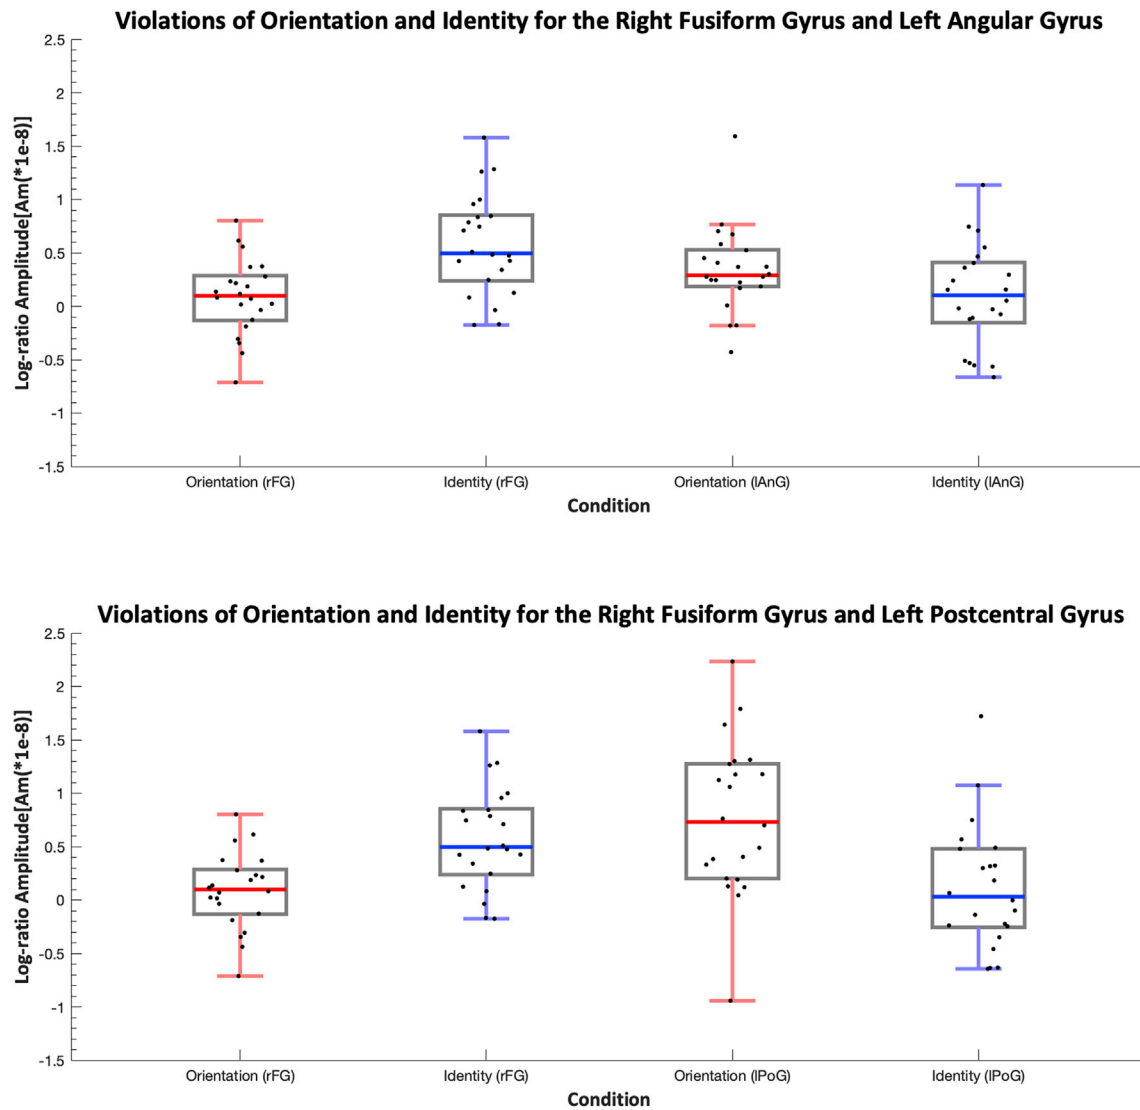 Violations of Orientation and Identity for the Right Fusiform Gyrus and Left Angular Gyrus
Log-ratio Amplitude[Am(*1e-8)]
2.5
2
1.5
1
0.5
0
-0.5
-1
-1.5
Orientation (rFG) Identity (rFG) Orientation (lAnG) Identity (lAnG)
Condition
Violations of Orientation and Identity for the Right Fusiform Gyrus and Left Postcentral Gyrus
Log-ratio Amplitude[Am(*1e-8)]
2.5
2
1.5
1
0.5
0
-0.5
-1
-1.5
Orientation (rFG) Identity (rFG) Orientation (lPoG) Identity (lPoG)
Condition